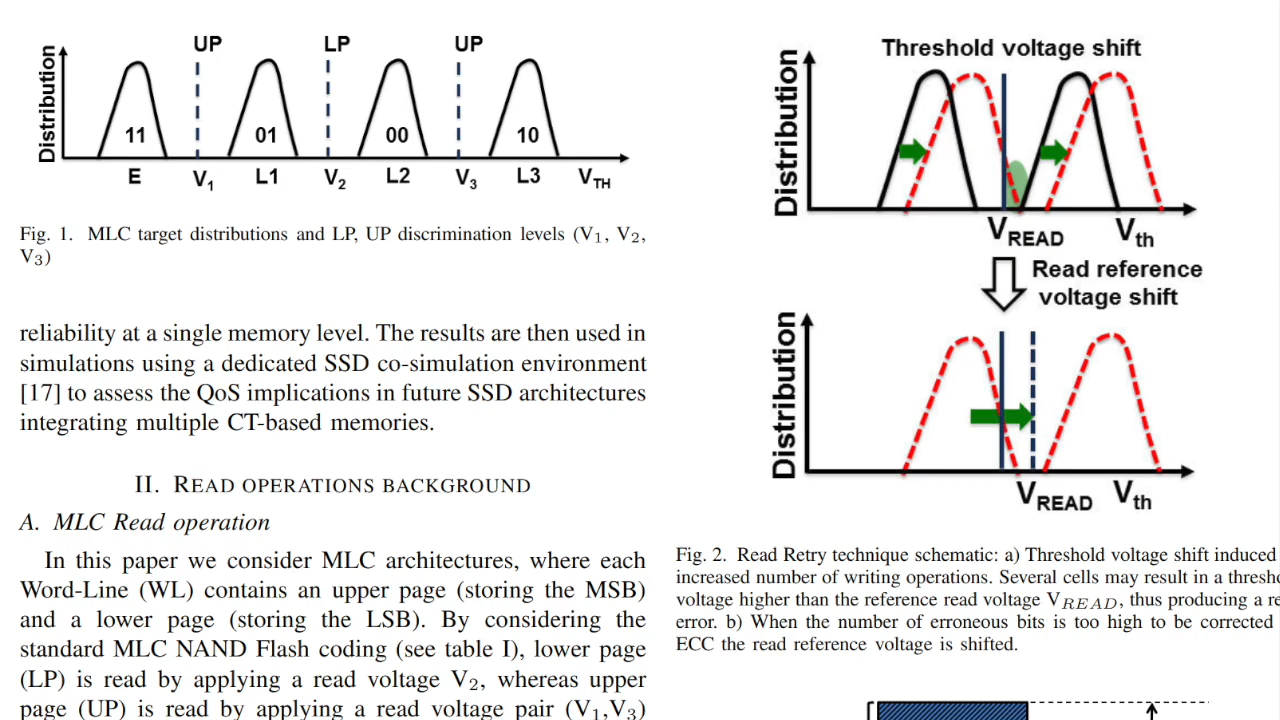 UP LP UP
Distribution
11 01 00 10
E V1 L1 V2 L2 V3 L3 VTH
Fig. 1. MLC target distributions and LP, UP discrimination levels (V1, V2,
V3)
reliability at a single memory level. The results are then used in
simulations using a dedicated SSD co-simulation environment
[17] to assess the QoS implications in future SSD architectures
integrating multiple CT-based memories.
II. READ OPERATIONS BACKGROUND
A. MLC Read operation
In this paper we consider MLC architectures, where each
Word-Line (WL) contains an upper page (storing the MSB)
and a lower page (storing the LSB). By considering the
standard MLC NAND Flash coding (see table I), lower page
(LP) is read by applying a read voltage V2, whereas upper
page (UP) is read by applying a read voltage pair (V1,V3)
Threshold voltage shift
Distribution
VREAD Vth
Read reference
voltage shift
Distribution
VREAD Vth
Fig. 2. Read Retry technique schematic: a) Threshold voltage shift induced
increased number of writing operations. Several cells may result in a thresho
voltage higher than the reference read voltage VREAD, thus producing a re
error. b) When the number of erroneous bits is too high to be corrected
ECC the read reference voltage is shifted.